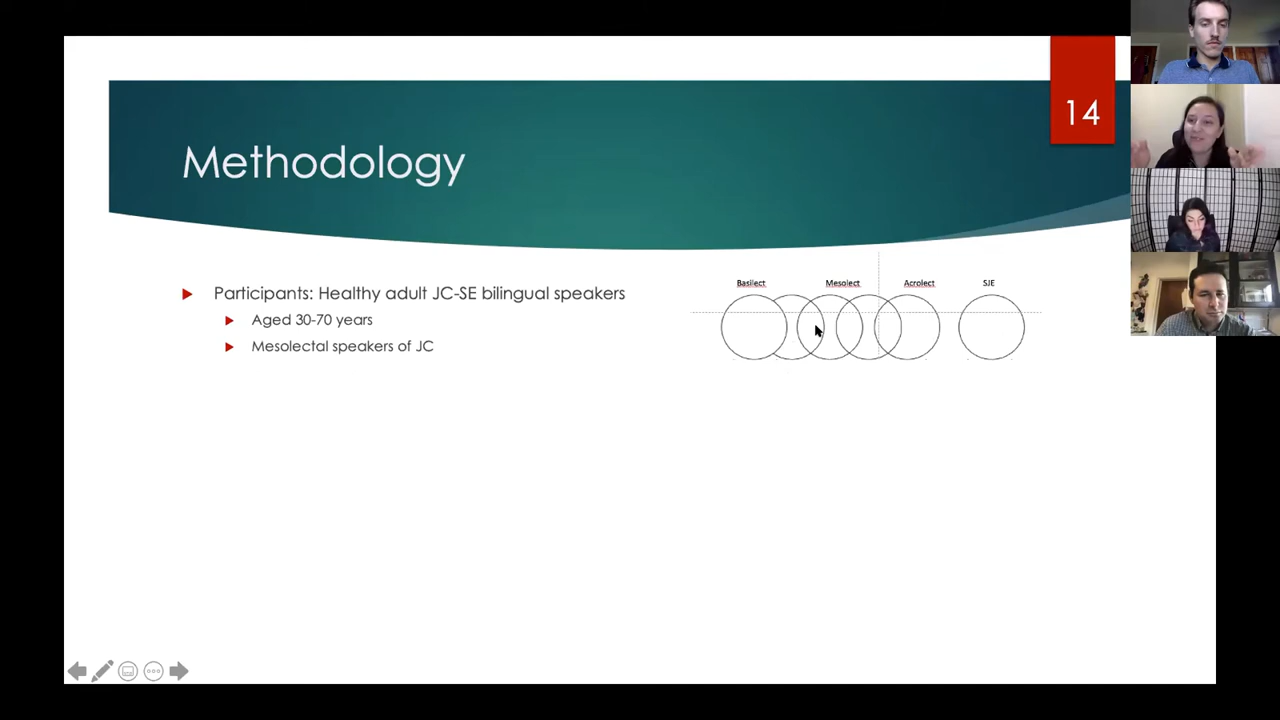 14
Methodology
Participants: Healthy adult JC-SE bilingual speakers
Aged 30-70 years
Mesolectal speakers of JC
Basilect Mesolect Acrolect SJE